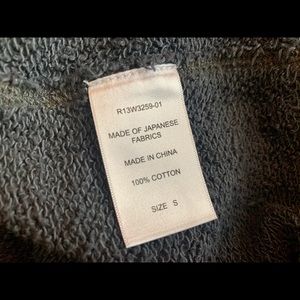 R13W3259-01
MADE OF JAPANESE
FABRICS
MADE IN CHINA
100% COTTON
SIZE S